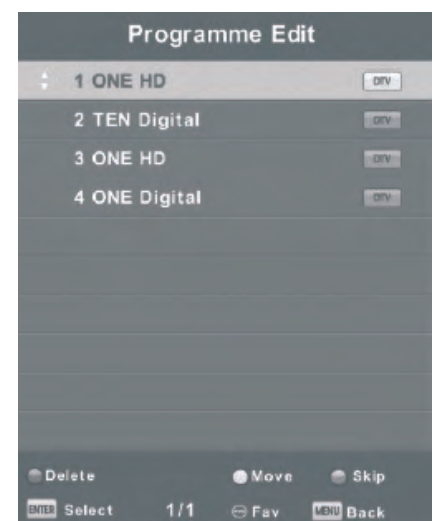 Programme Edit
1 ONE HD DTV
2 TEN Digital DTV
3 ONE HD DTV
4 ONE Digital DTV
Delete Move Skip
ENTER Select 1/1 Fav MENU Back